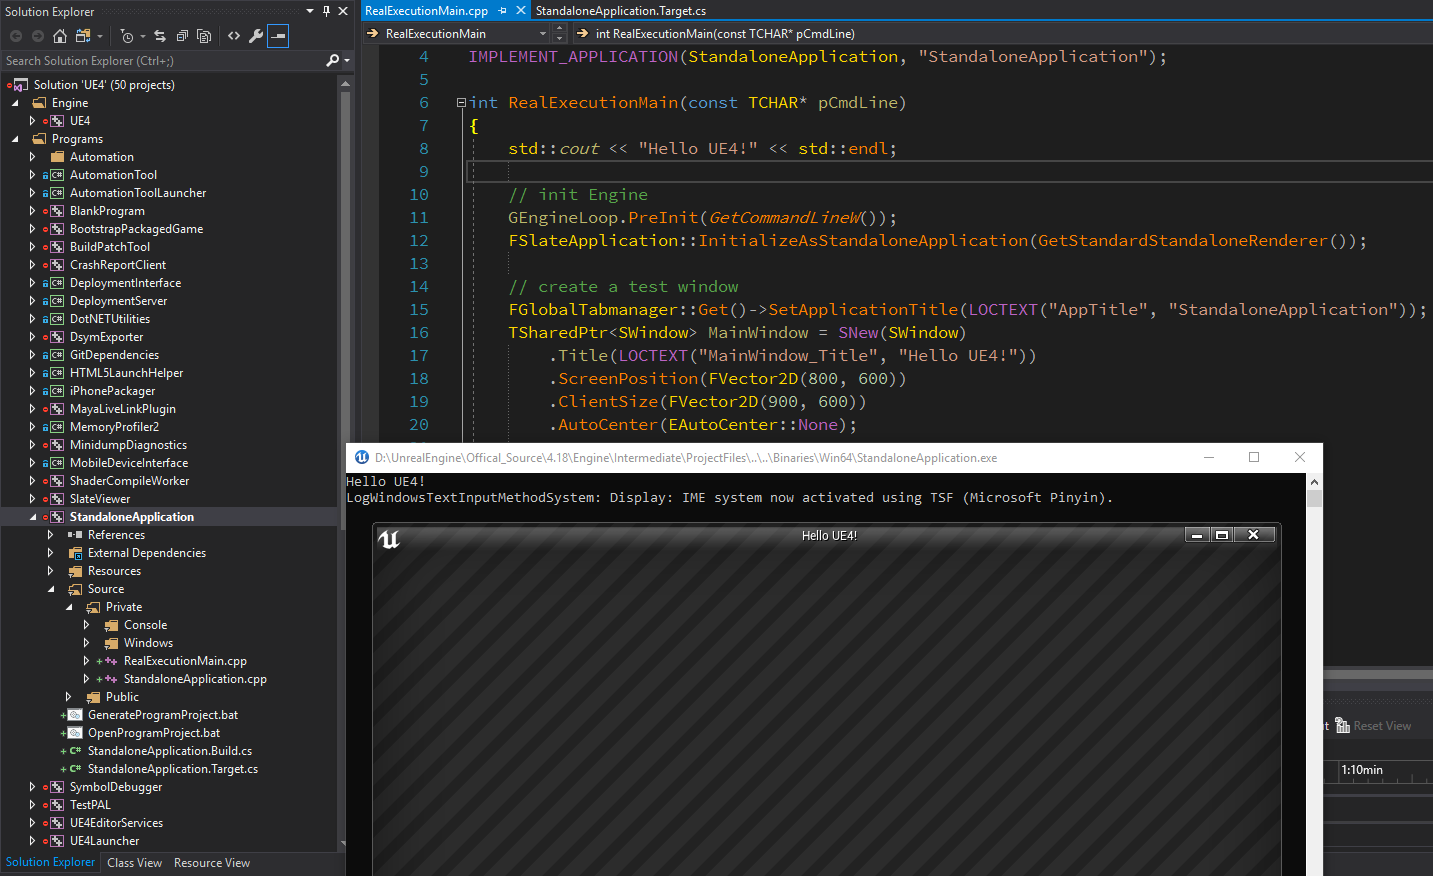 Solution Explorer
Search Solution Explorer (Ctrl+;)
Solution 'UE4' (50 projects)
Engine
UE4
Programs
Automation
AutomationTool
AutomationToolLauncher
BlankProgram
BootstrapPackagedGame
BuildPatchTool
CrashReportClient
DeploymentInterface
DeploymentServer
DotNETUtilities
DsymExporter
GitDependencies
HTML5LaunchHelper
iPhonePackager
MayaLiveLinkPlugin
MemoryProfiler2
MinidumpDiagnostics
MobileDeviceInterface
ShaderCompileWorker
SlateViewer
StandaloneApplication
References
External Dependencies
Resources
Source
Private
Console
Windows
RealExecutionMain.cpp
StandaloneApplication.cpp
Public
GenerateProgramProject.bat
OpenProgramProject.bat
StandaloneApplication.Build.cs
StandaloneApplication.Target.cs
SymbolDebugger
TestPAL
UE4EditorServices
UE4Launcher
Solution Explorer Class View Resource View
RealExecutionMain.cpp StandaloneApplication.Target.cs
RealExecutionMain int RealExecutionMain(const TCHAR* pCmdLine)
4 IMPLEMENT_APPLICATION(StandaloneApplication, "StandaloneApplication");
5
6 int RealExecutionMain(const TCHAR* pCmdLine)
7 {
8 std::cout << "Hello UE4!" << std::endl;
9
10 // init Engine
11 GEngineLoop.PreInit(GetCommandLineW());
12 FSlateApplication::InitializeAsStandaloneApplication(GetStandardStandaloneRenderer());
13
14 // create a test window
15 FGlobalTabmanager::Get()->SetApplicationTitle(LOCTEXT("AppTitle", "StandaloneApplication"));
16 TSharedPtr<SWindow> MainWindow = SNew(SWindow)
17 .Title(LOCTEXT("MainWindow_Title", "Hello UE4!"))
18 .ScreenPosition(FVector2D(800, 600))
19 .ClientSize(FVector2D(900, 600))
20 .AutoCenter(EAutoCenter::None);
D:\UnrealEngine\Offical_Source\4.18\Engine\Intermediate\ProjectFiles\..\..\Binaries\Win64\StandaloneApplication.exe
Hello UE4!
LogWindowsTextInputMethodSystem: Display: IME system now activated using TSF (Microsoft Pinyin).
Hello UE4!
Reset View
1:10min